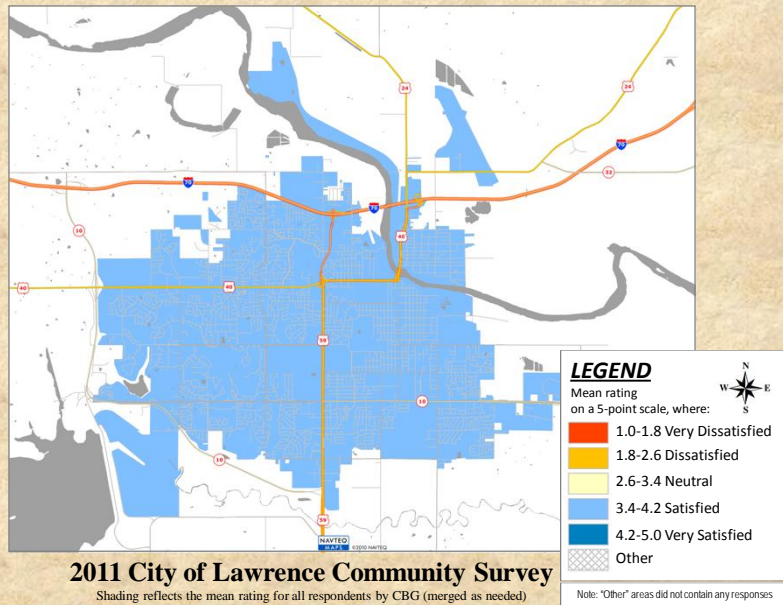 24
24
70
70
32
70
10
40
40
40
59
10
10
59
NAVTEQ
MAPS ©2010 NAVTEQ
LEGEND
Mean rating
on a 5-point scale, where:
N
W E
S
1.0-1.8 Very Dissatisfied
1.8-2.6 Dissatisfied
2.6-3.4 Neutral
3.4-4.2 Satisfied
4.2-5.0 Very Satisfied
Other
2011 City of Lawrence Community Survey
Shading reflects the mean rating for all respondents by CBG (merged as needed)
Note: "Other" areas did not contain any responses